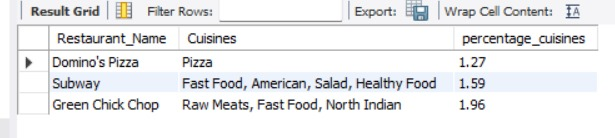 Result Grid Filter Rows: Export: Wrap Cell Content: IA
Restaurant_Name Cuisines percentage_cuisines
Domino's Pizza Pizza 1.27
Subway Fast Food, American, Salad, Healthy Food 1.59
Green Chick Chop Raw Meats, Fast Food, North Indian 1.96